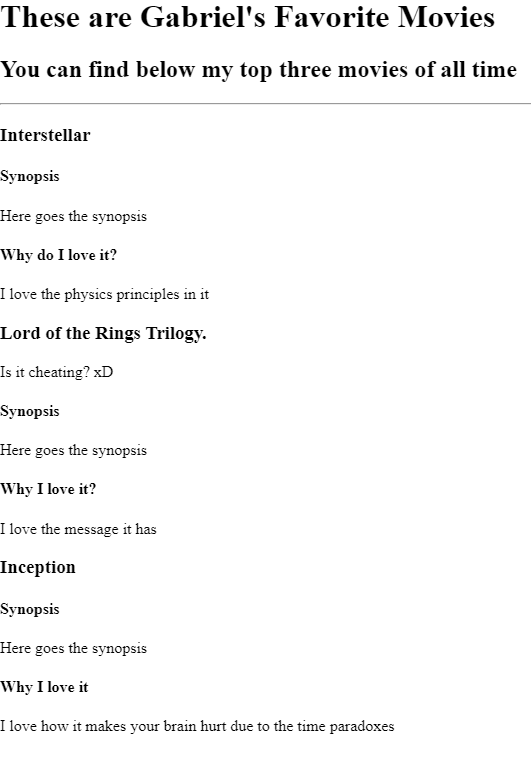 These are Gabriel's Favorite Movies
You can find below my top three movies of all time
Interstellar
Synopsis
Here goes the synopsis
Why do I love it?
I love the physics principles in it
Lord of the Rings Trilogy.
Is it cheating? xD
Synopsis
Here goes the synopsis
Why I love it?
I love the message it has
Inception
Synopsis
Here goes the synopsis
Why I love it
I love how it makes your brain hurt due to the time paradoxes